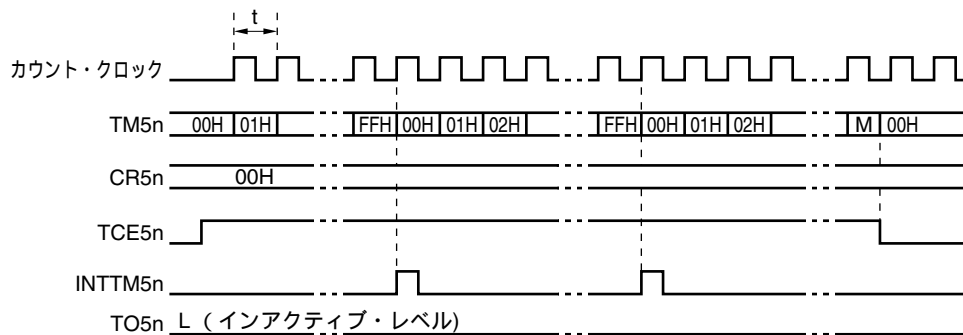 t
カウント・クロック
TM5n 00H 01H FFH 00H 01H 02H FFH 00H 01H 02H M 00H
CR5n 00H
TCE5n
INTTM5n
TO5n L (インアクティブ・レベル)